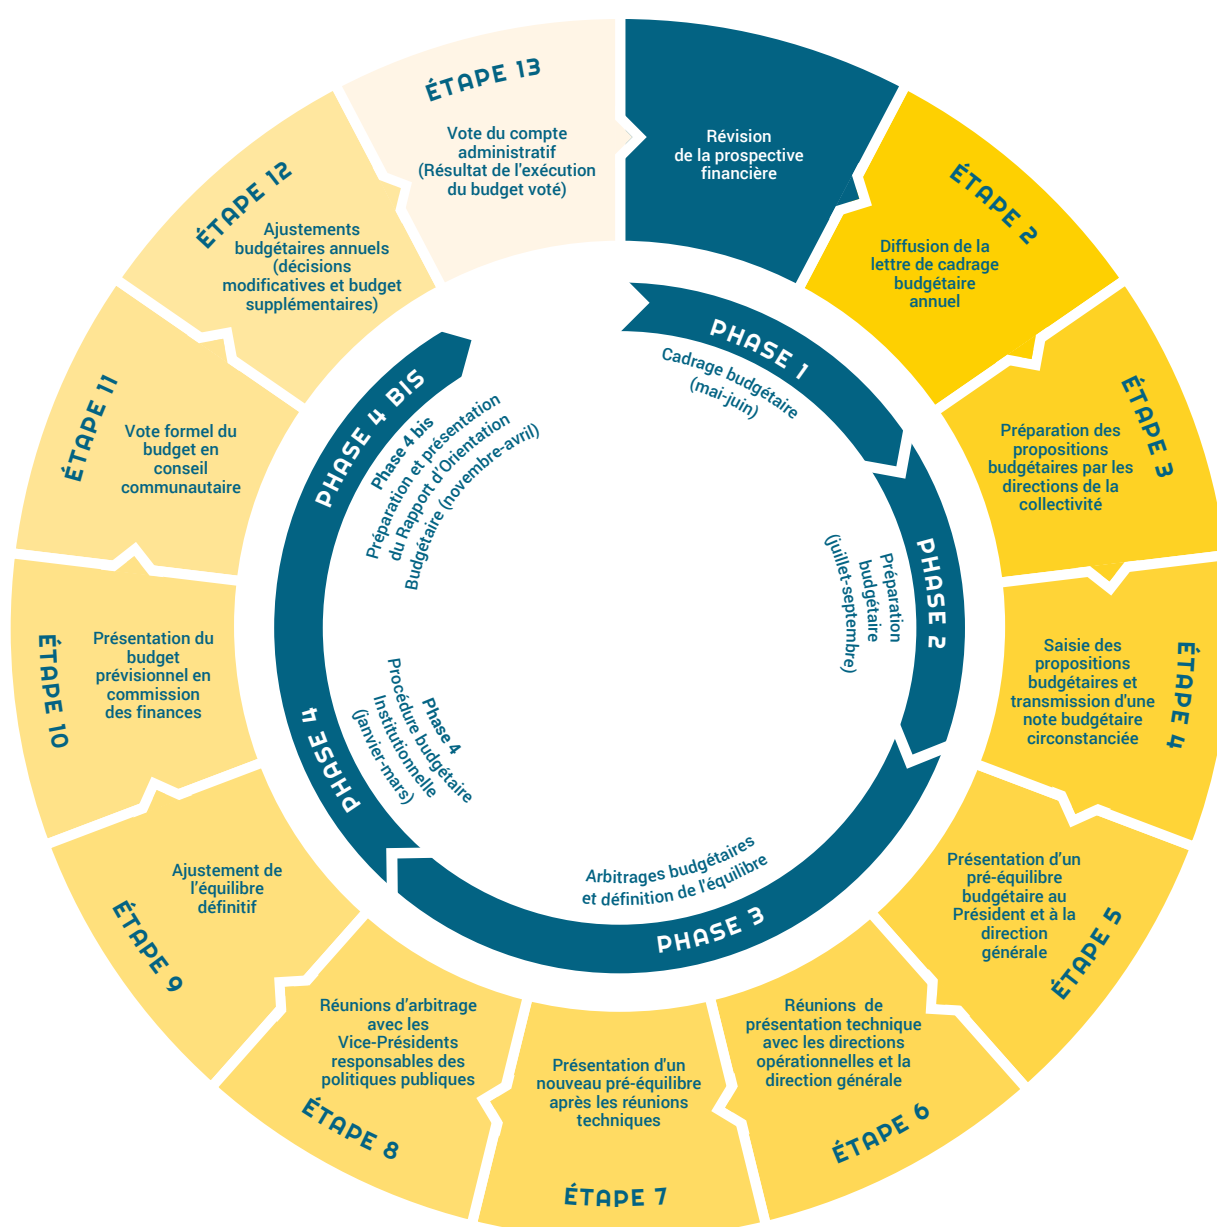 Révision
de la prospective
financière
ÉTAPE 2
Diffusion de la
lettre de cadrage
budgétaire
annuel
ÉTAPE 3
Préparation des
propositions
budgétaires par les
directions de la
collectivité
ÉTAPE 4
Saisie des
propositions
budgétaires et
transmission d'une
note budgétaire
circonstanciée
ÉTAPE 5
Présentation d'un
pré-équilibre
budgétaire au
Président et à la
direction
générale
ÉTAPE 6
Réunions de
présentation technique
avec les directions
opérationnelles et la
direction générale
ÉTAPE 7
Présentation d'un
nouveau pré-équilibre
après les réunions
techniques
ÉTAPE 8
Réunions d'arbitrage
avec les
Vice-Présidents
responsables des
politiques publiques
ÉTAPE 9
Ajustement de
l'équilibre
définitif
ÉTAPE 10
Présentation du
budget
prévisionnel en
commission
des finances
ÉTAPE 11
Vote formel du
budget en
conseil
communautaire
ÉTAPE 12
Ajustements
budgétaires annuels
(décisions
modificatives et budget
supplémentaires)
ÉTAPE 13
Vote du compte
administratif
(Résultat de l'exécution
du budget voté)
PHASE 1
Cadrage budgétaire
(mai-juin)
PHASE 2
Préparation
budgétaire
(juillet-septembre)
PHASE 3
Arbitrages budgétaires
et définition de l'équilibre
PHASE 4
Phase 4
Procédure budgétaire
Institutionnelle
(janvier-mars)
PHASE 4 BIS
Phase 4 bis
Préparation et présentation
du Rapport d'Orientation
Budgétaire (novembre-avril)